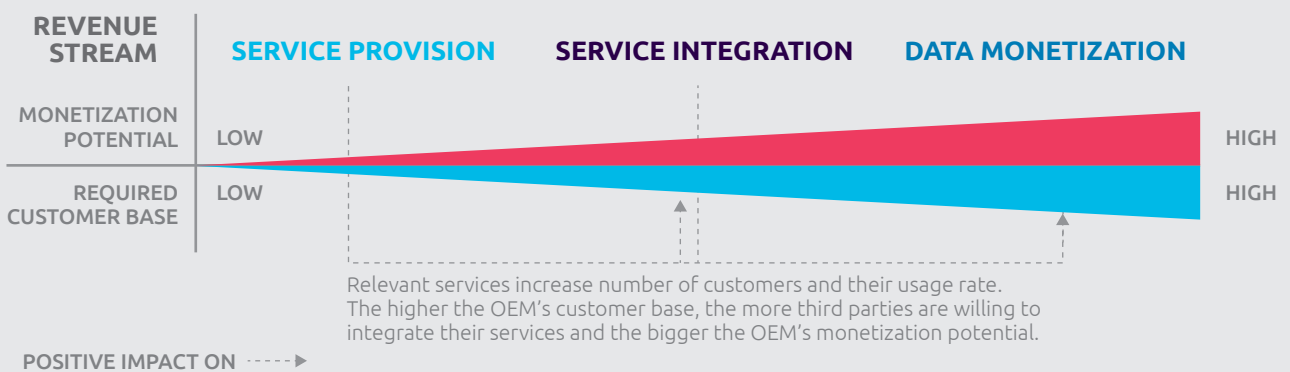 REVENUE
STREAM
SERVICE PROVISION
SERVICE INTEGRATION
DATA MONETIZATION
MONETIZATION
POTENTIAL
LOW
HIGH
REQUIRED
CUSTOMER BASE
LOW
HIGH
Relevant services increase number of customers and their usage rate.
The higher the OEM's customer base, the more third parties are willing to
integrate their services and the bigger the OEM's monetization potential.
POSITIVE IMPACT ON